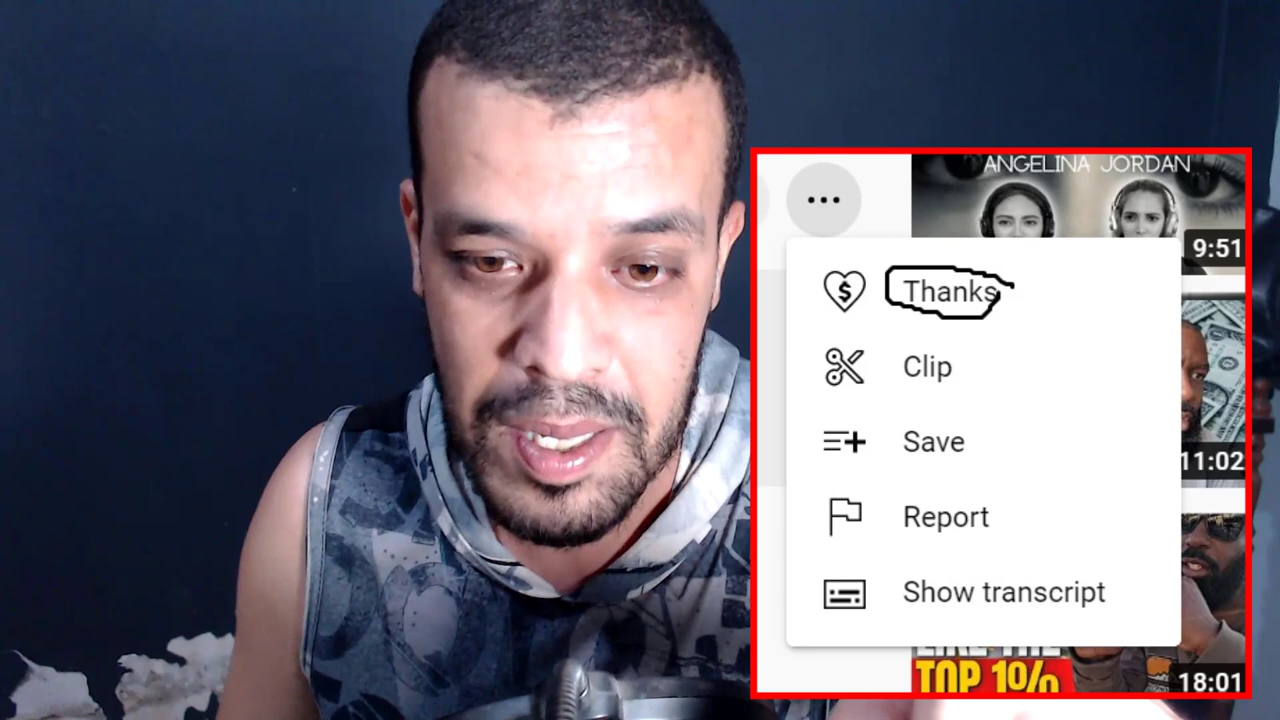 ANGELINA JORDAN
9:51
Thanks
Clip
11:02
Save
Report
Show transcript
TOP 1%
18:01